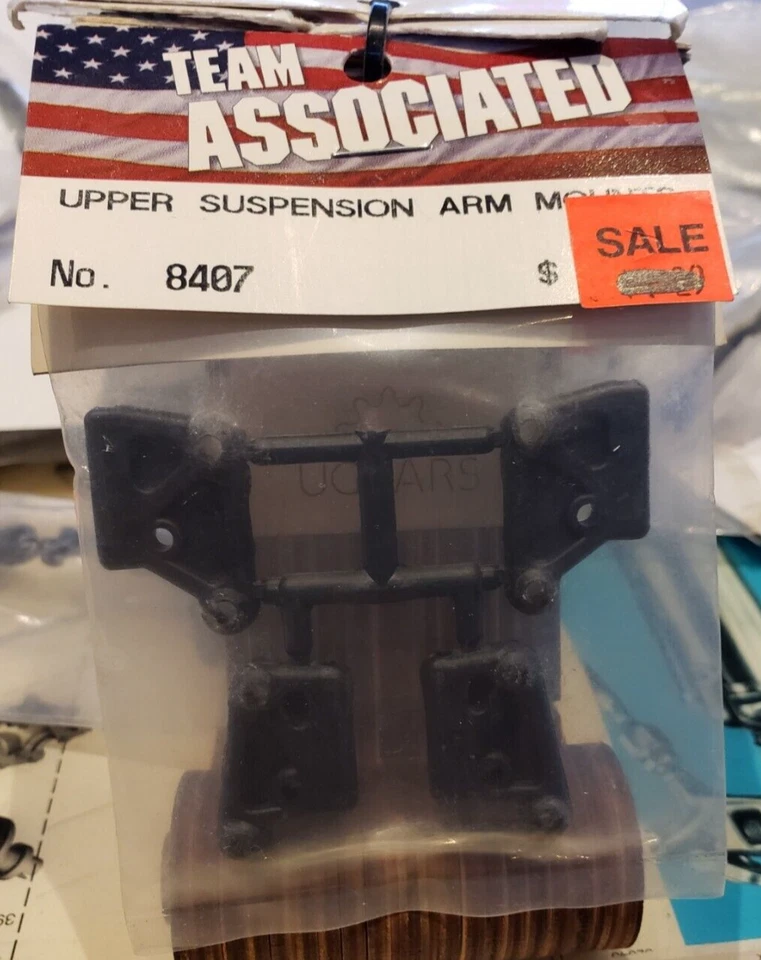 TEAM
ASSOCIATED
UPPER SUSPENSION ARM
SALE
No. 8407 $